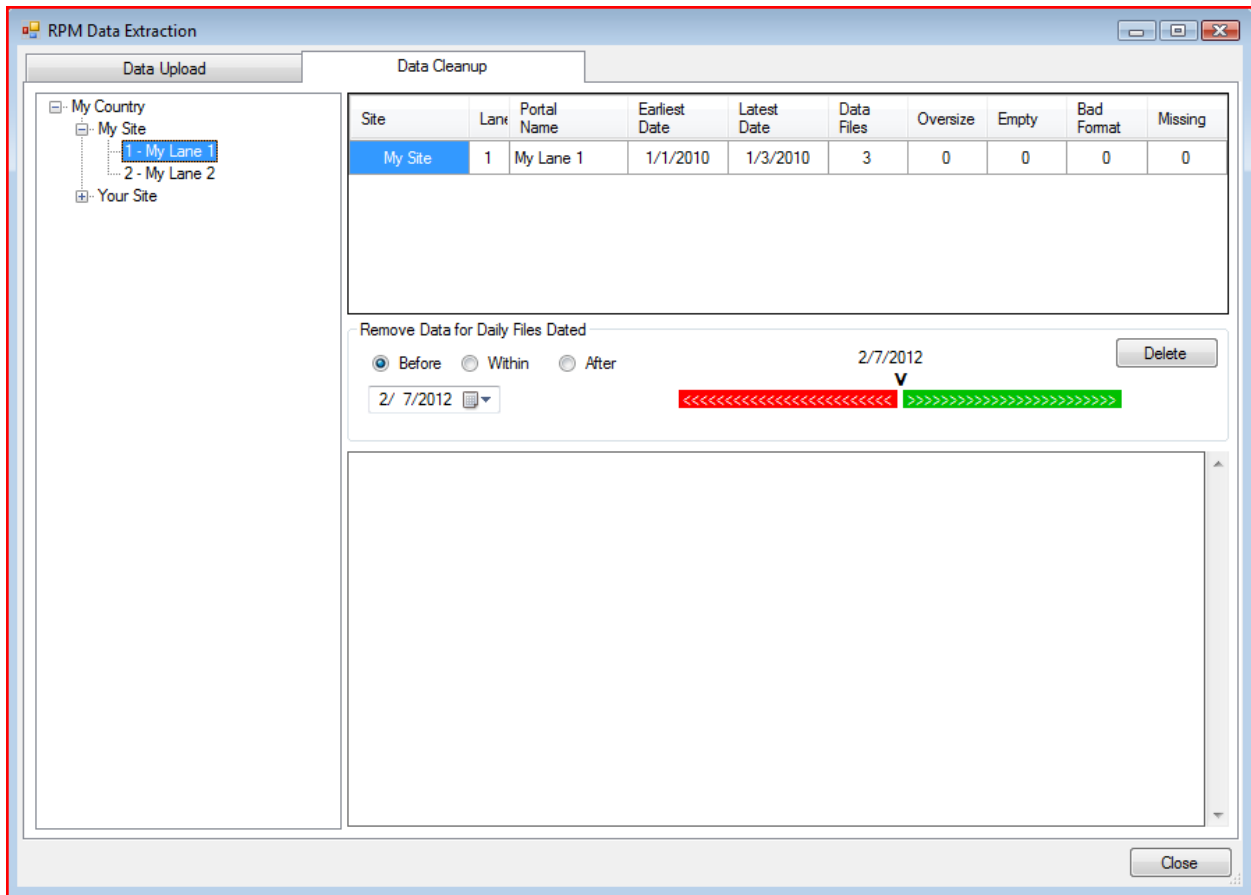 RPM Data Extraction
Data Upload Data Cleanup
My Country
My Site
1 - My Lane 1
2 - My Lane 2
Your Site
Site Lane Portal Name Earliest Date Latest Date Data Files Oversize Empty Bad Format Missing
My Site 1 My Lane 1 1/1/2010 1/3/2010 3 0 0 0 0
Remove Data for Daily Files Dated
Before Within After 2/7/2012 Delete
V
2/ 7/2012 <<<<<<<<<<<<<<<<<<<<<<<<<< >>>>>>>>>>>>>>>>>>>>>>>>>>
Close